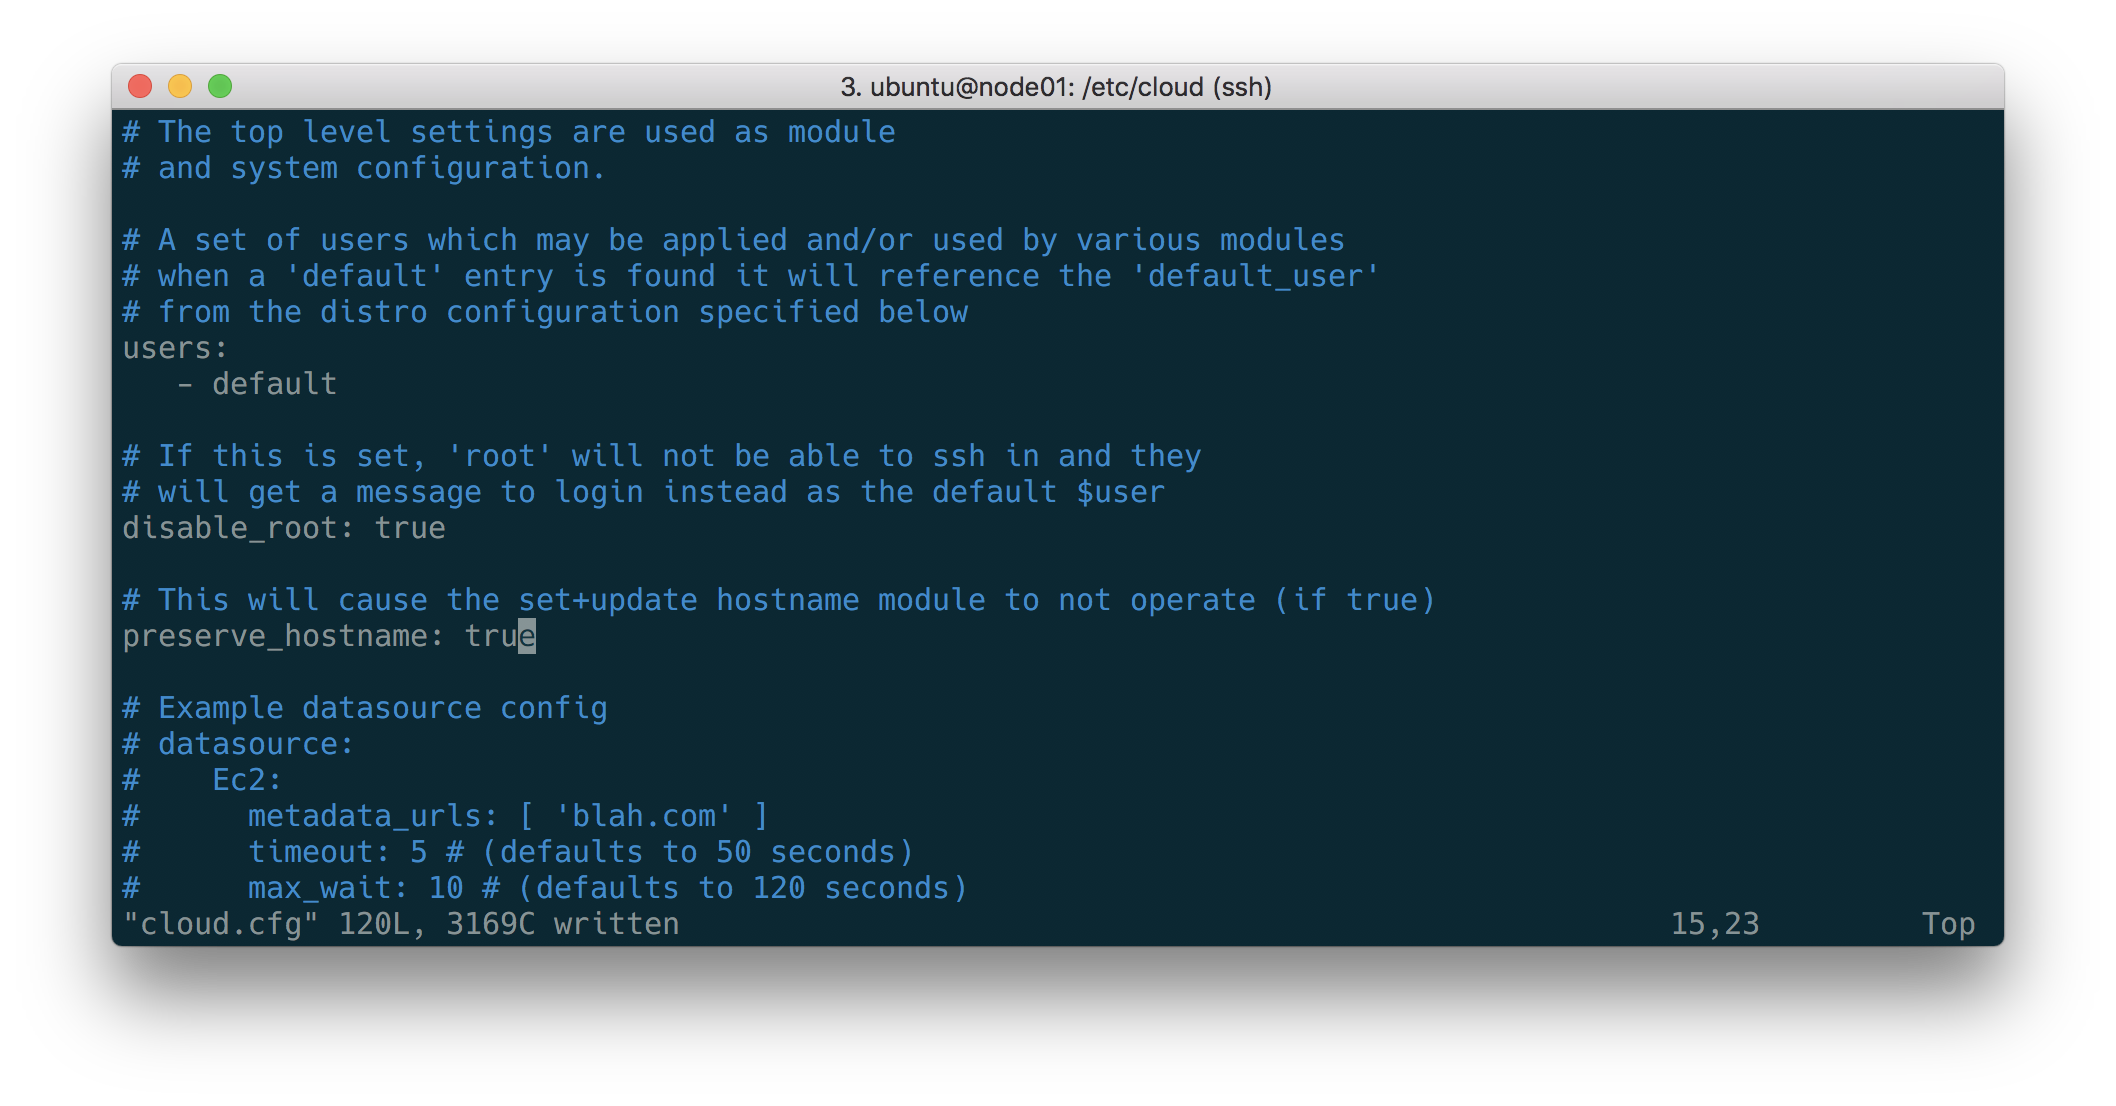 3. ubuntu@node01: /etc/cloud (ssh)
# The top level settings are used as module
# and system configuration.
# A set of users which may be applied and/or used by various modules
# when a 'default' entry is found it will reference the 'default_user'
# from the distro configuration specified below
users:
   - default
# If this is set, 'root' will not be able to ssh in and they
# will get a message to login instead as the default $user
disable_root: true
# This will cause the set+update hostname module to not operate (if true)
preserve_hostname: true
# Example datasource config
# datasource:
#    Ec2:
#      metadata_urls: [ 'blah.com' ]
#      timeout: 5 # (defaults to 50 seconds)
#      max_wait: 10 # (defaults to 120 seconds)
"cloud.cfg" 120L, 3169C written 15,23 Top